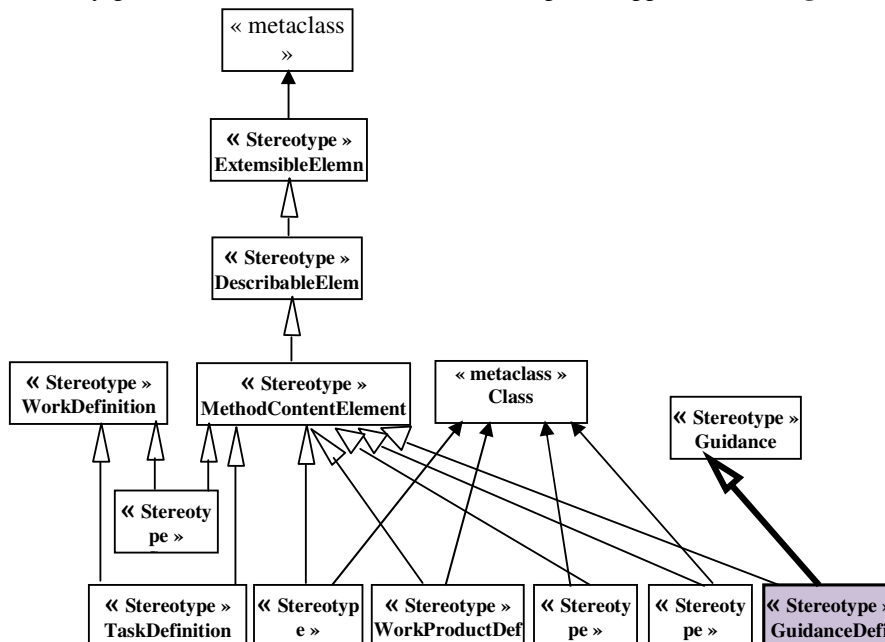 « metaclass
»
« Stereotype »
ExtemsibleElemn
« Stereotype »
DescribableElem
« Stereotype »
WorkDefinition
« Stereotype »
MethodContentElement
« metaclass »
Class
« Stereotype »
Guidance
« Stereoty
pe »
« Stereotype »
TaskDefinition
« Stereotyp
e »
« Stereotype »
WorkProductDef
« Stereoty
pe »
« Stereoty
pe »
« Stereotype »
GuidanceDefi